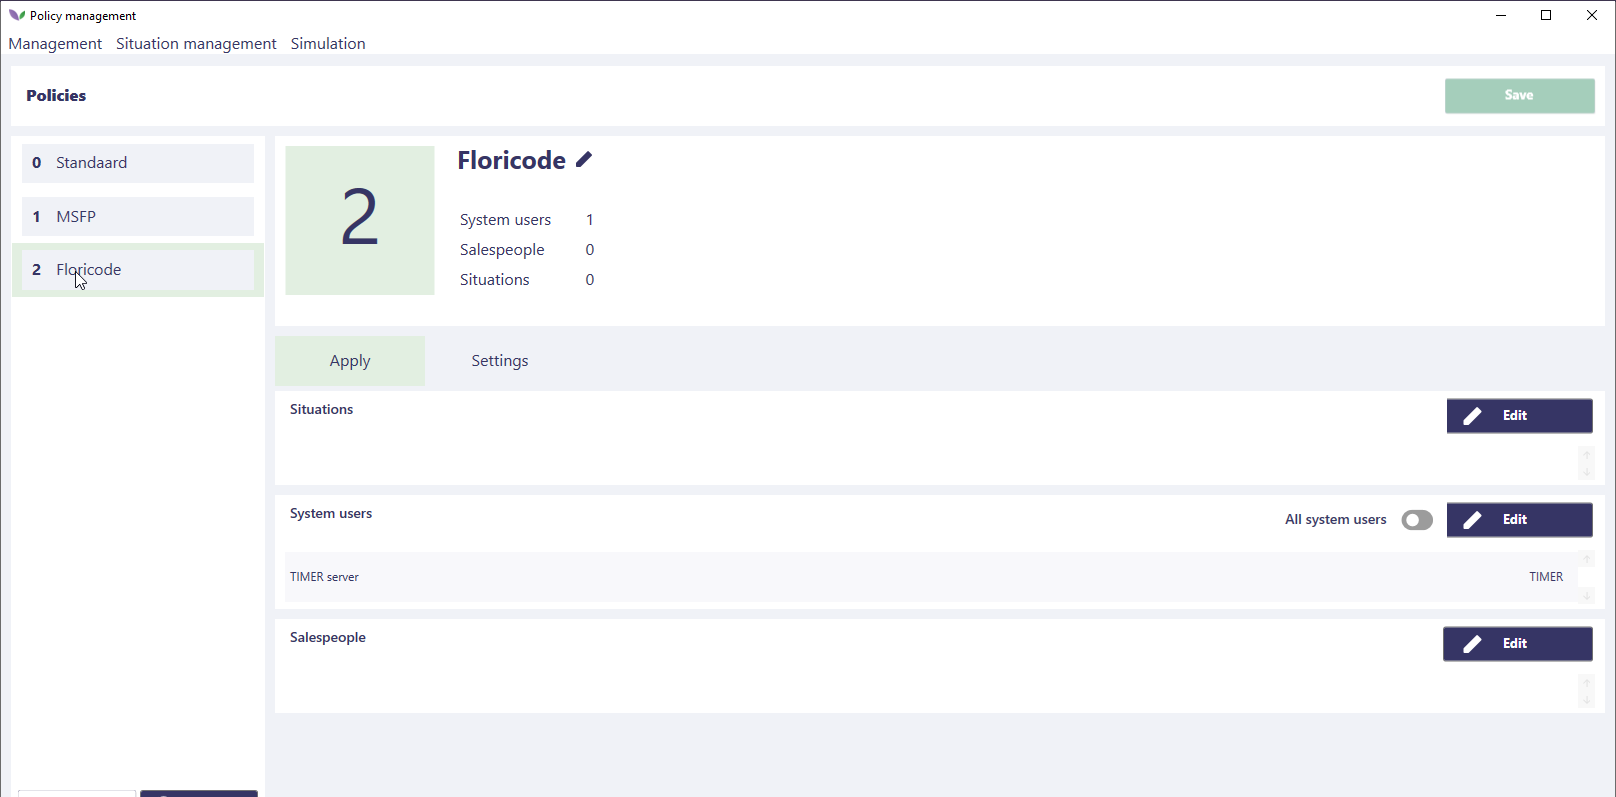 Policy management
Management Situation management Simulation
Policies
Save
0 Standaard
1 MSFP
2 Floricode
2
Floricode
System users 1
Salespeople 0
Situations 0
Apply
Settings
Situations
Edit
System users
All system users
Edit
TIMER server
TIMER
Salespeople
Edit